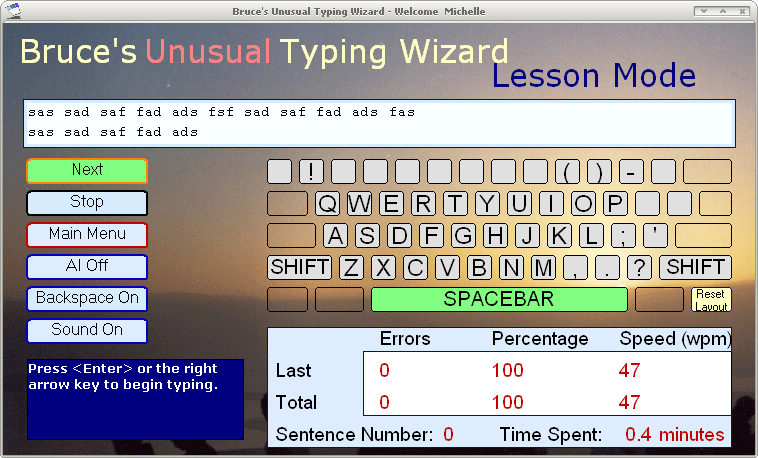 Bruce's Unusual Typing Wizard - Welcome Michelle
Bruce's Unusual Typing Wizard
Lesson Mode
sas sad saf fad ads fsf sad saf fad ads fas
sas sad saf fad ads
Next
Stop
Main Menu
AI Off
Backspace On
Sound On
Press <Enter> or the right
arrow key to begin typing.
! ( ) -
Q W E R T Y U I O P
A S D F G H J K L ; '
SHIFT Z X C V B N M , . ? SHIFT
SPACEBAR
Reset
Layout
Errors Percentage Speed (wpm)
Last 0 100 47
Total 0 100 47
Sentence Number: 0 Time Spent: 0.4 minutes